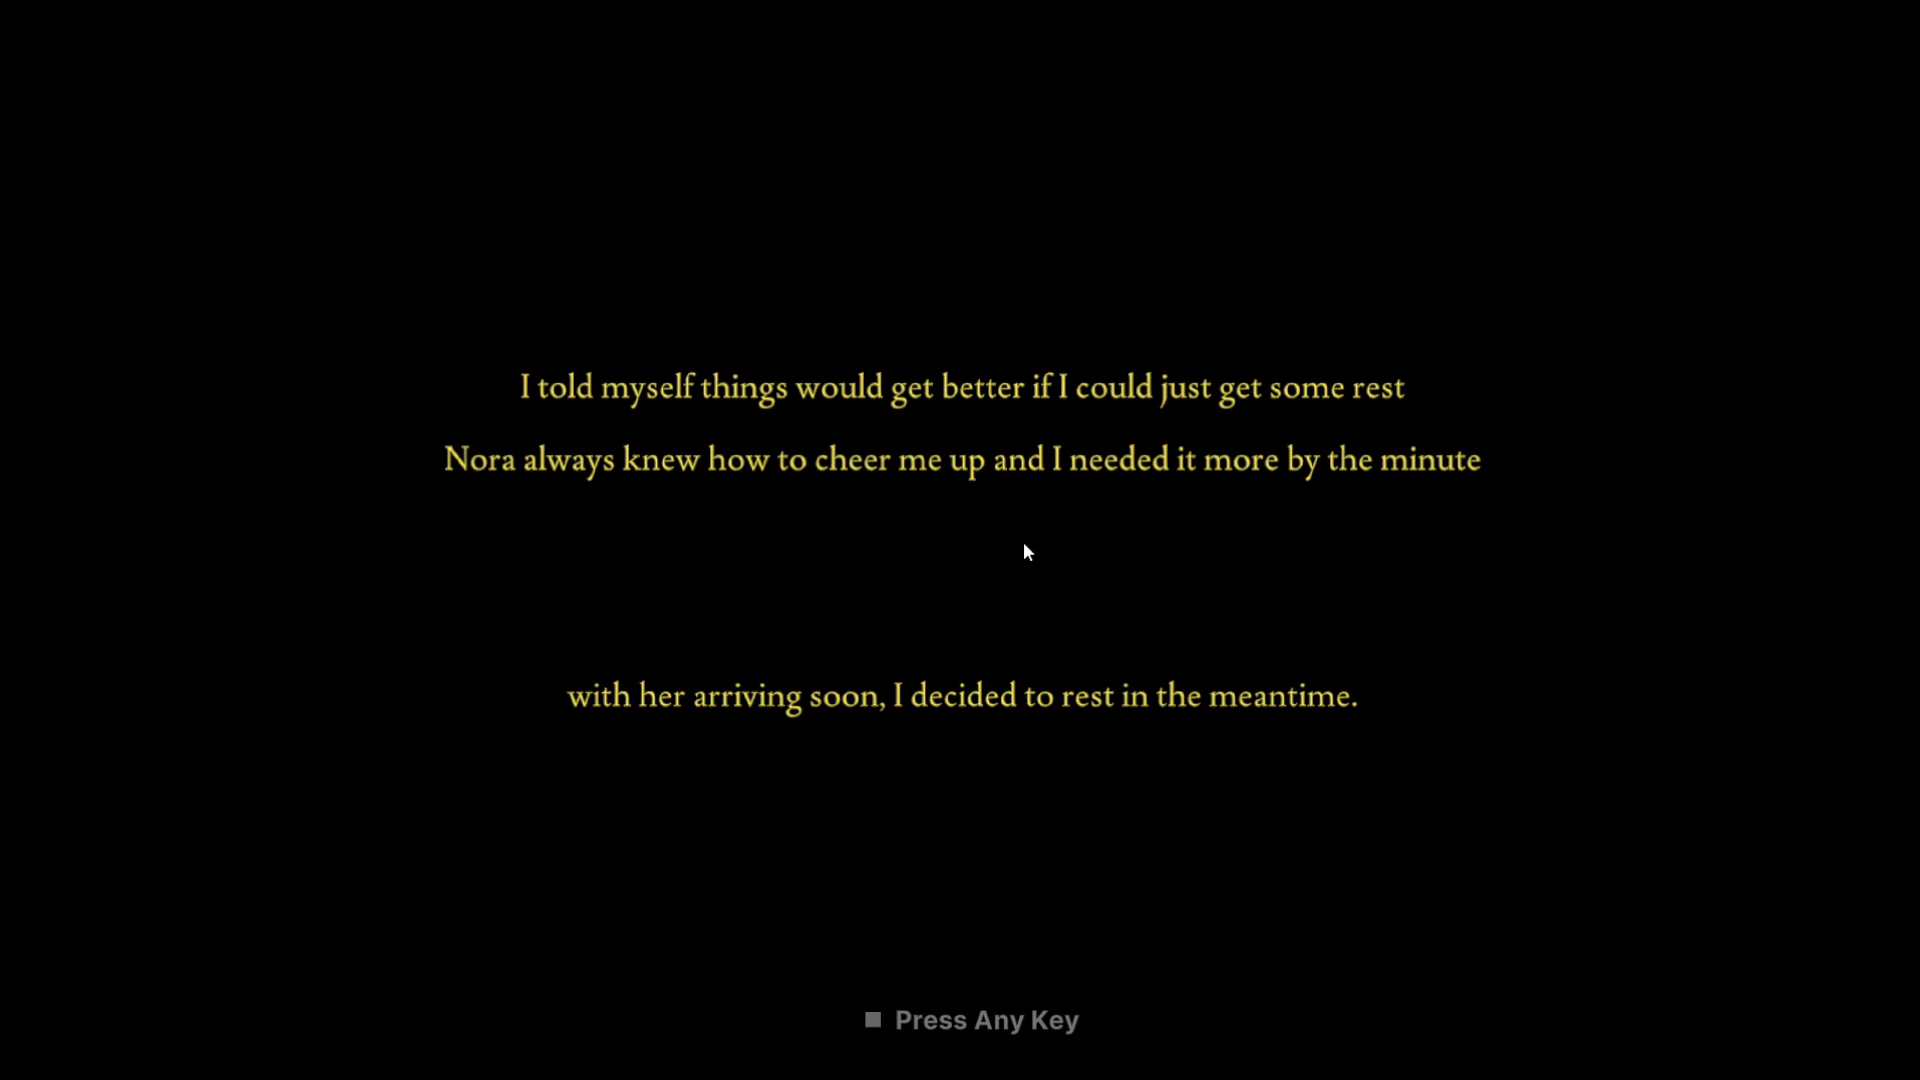 I told myself things would get better if I could just get some rest
Nora always knew how to cheer me up and I needed it more by the minute
with her arriving soon, I decided to rest in the meantime.
Press Any Key